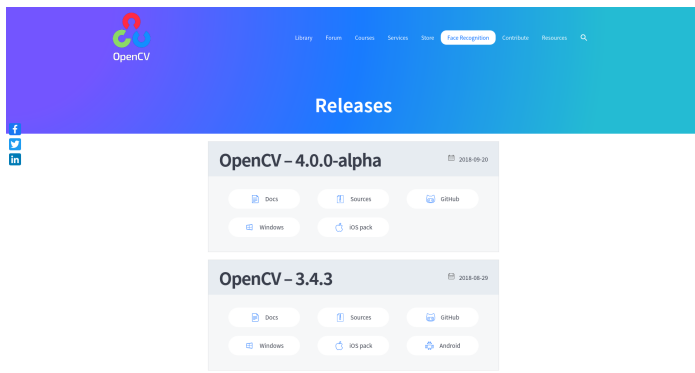 OpenCV
Library Forum Courses Services Store Face Recognition Contribute Resources
Releases
OpenCV – 4.0.0-alpha 2018-09-20
Docs Sources GitHub
Windows iOS pack
OpenCV – 3.4.3 2018-08-29
Docs Sources GitHub
Windows iOS pack Android